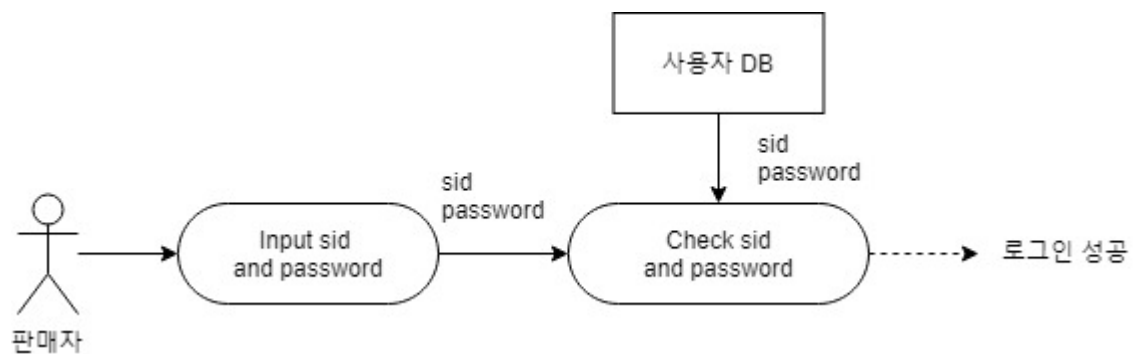 사용자 DB
sid
password
sid
password
Input sid
and password
Check sid
and password
로그인 성공
판매자